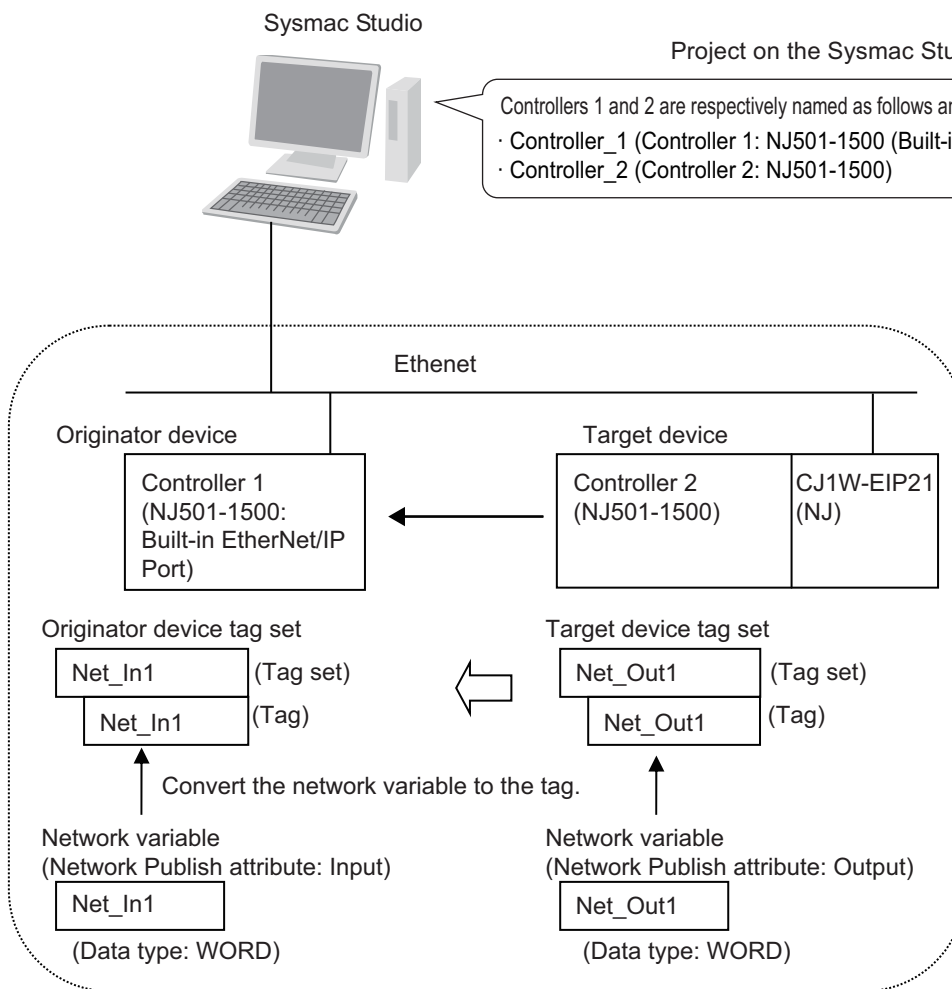 Sysmac Studio
Project on the Sysmac Stu
Controllers 1 and 2 are respectively named as follows ar
· Controller_1 (Controller 1: NJ501-1500 (Built-i
· Controller_2 (Controller 2: NJ501-1500)
Ethenet
Originator device
Target device
Controller 1
(NJ501-1500:
Built-in EtherNet/IP
Port)
Controller 2
(NJ501-1500)
CJ1W-EIP21
(NJ)
Originator device tag set
Net_In1
(Tag set)
Net_In1
(Tag)
Target device tag set
Net_Out1
(Tag set)
Net_Out1
(Tag)
Convert the network variable to the tag.
Network variable
(Network Publish attribute: Input)
Net_In1
(Data type: WORD)
Network variable
(Network Publish attribute: Output)
Net_Out1
(Data type: WORD)